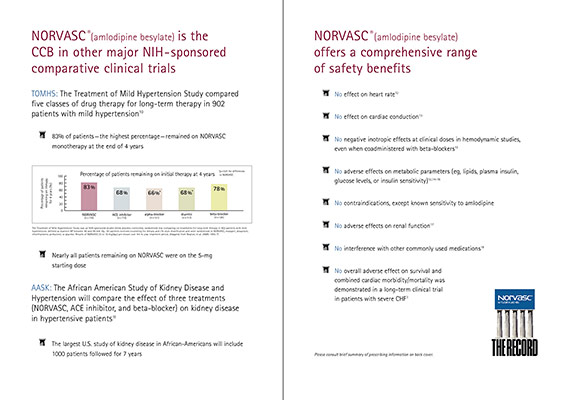 NORVASC®(amlodipine besylate) is the
CCB in other major NIH-sponsored
comparative clinical trials
TOMHS: The Treatment of Mild Hypertension Study compared
five classes of drug therapy for long-term therapy in 902
patients with mild hypertension
83% of patients—the highest percentage—remained on NORVASC
monotherapy at the end of 4 years
Percentage of patients remaining on initial therapy at 4 years
100
80
60
40
20
0
83%
68%
66%
68%
78%
NORVASC
ACE inhibitor
alpha-blocker
diuretic
beta-blocker
Nearly all patients remaining on NORVASC were on the 5-mg
starting dose
AASK: The African American Study of Kidney Disease and
Hypertension will compare the effect of three treatments
(NORVASC, ACE inhibitor, and beta-blocker) on kidney disease
in hypertensive patients
The largest U.S. study of kidney disease in African-Americans will include
1000 patients followed for 7 years
NORVASC®(amlodipine besylate)
offers a comprehensive range
of safety benefits
No effect on heart rate
No effect on cardiac conduction
No negative inotropic effects at clinical doses in hemodynamic studies,
even when coadministered with beta-blockers
No adverse effects on metabolic parameters (eg, lipids, plasma insulin,
glucose levels, or insulin sensitivity)
No contraindications, except known sensitivity to amlodipine
No adverse effects on renal function
No interference with other commonly used medications
No overall adverse effect on survival and
combined cardiac morbidity/mortality was
demonstrated in a long-term clinical trial
in patients with severe CHF
NORVASC
THE RECORD
Please consult brief summary of prescribing information on back cover.